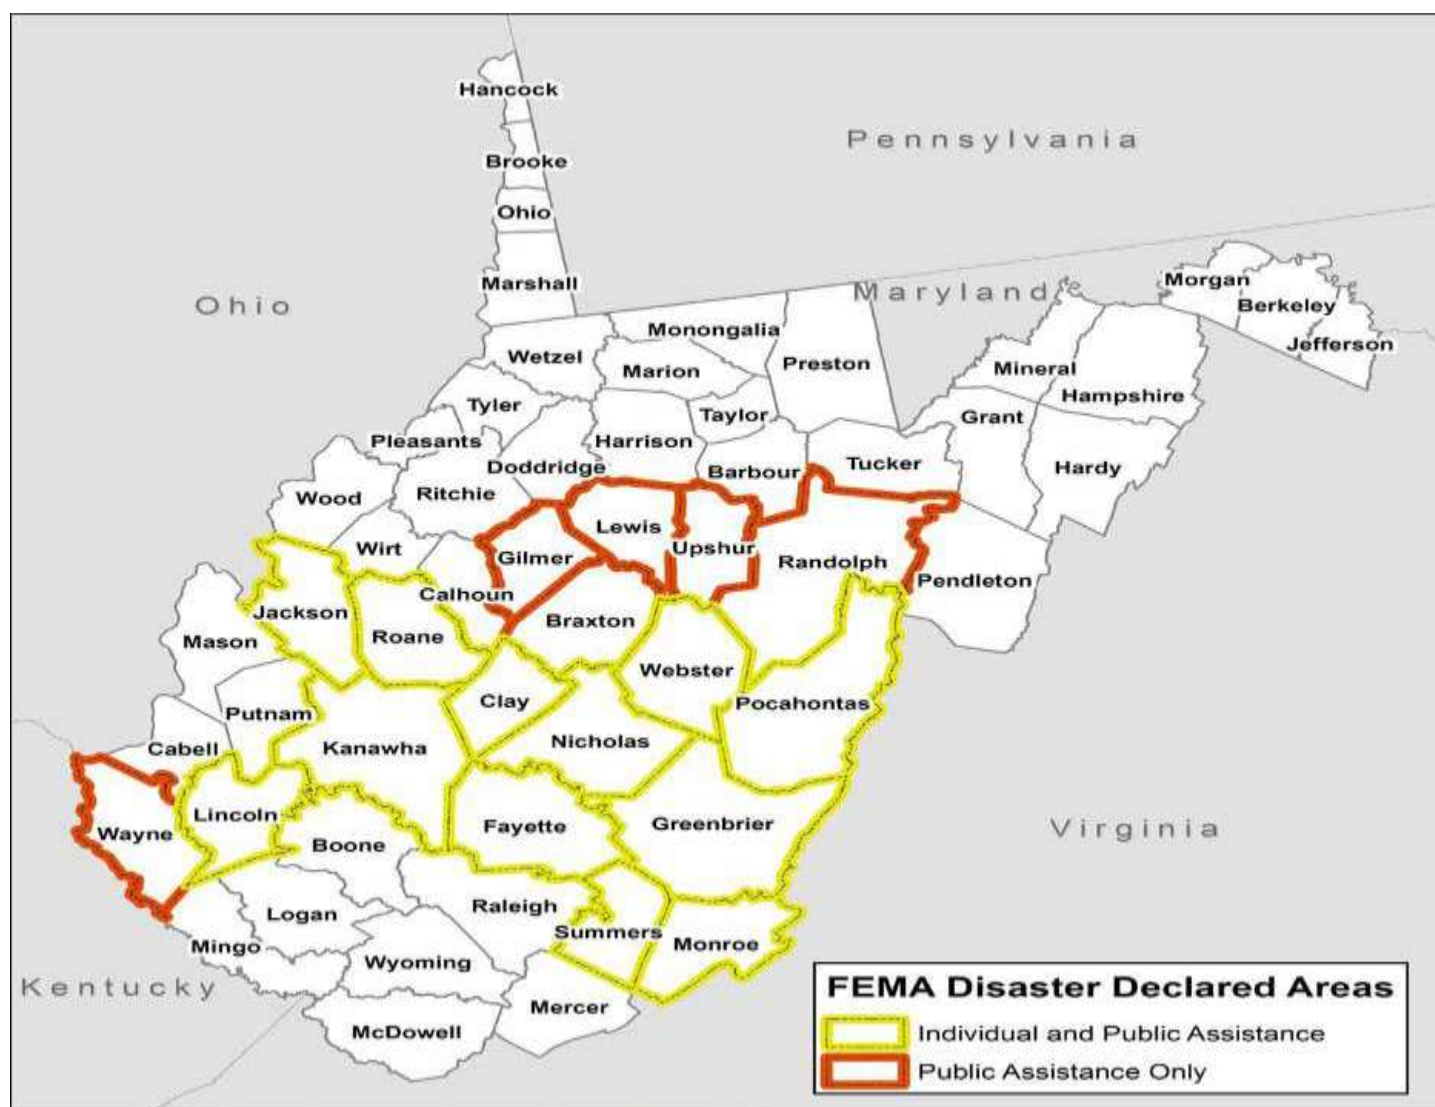 Hancock
Pennsylvania
Brooke
Ohio
Marshall
Ohio
Maryland
Morgan
Berkeley
Jefferson
Monongalia
Wetzel
Marion
Preston
Mineral
Hampshire
Tyler
Taylor
Grant
Pleasants
Harrison
Doddridge
Barbour
Tucker
Hardy
Wood
Ritchie
Lewis
Wirt
Gilmer
Upshur
Randolph
Pendleton
Calhoun
Jackson
Roane
Braxton
Mason
Webster
Putnam
Clay
Pocahontas
Cabell
Kanawha
Nicholas
Lincoln
Wayne
Boone
Fayette
Greenbrier
Virginia
Logan
Raleigh
Summers
Monroe
Mingo
Wyoming
Kentucky
Mercer
McDowell
FEMA Disaster Declared Areas
Individual and Public Assistance
Public Assistance Only